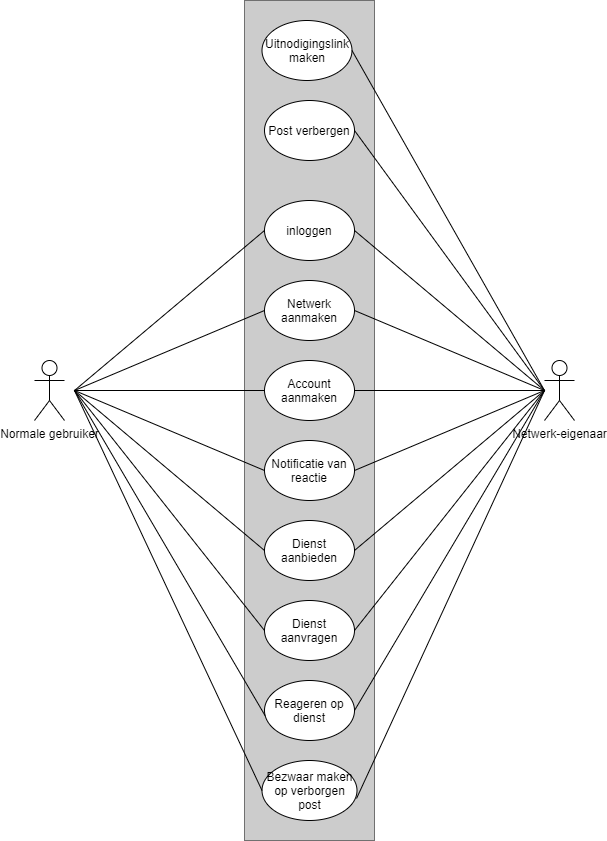 Uitnodigingslink
maken
Post verbergen
inloggen
Netwerk
aanmaken
Account
aanmaken
Normale gebruiker
Netwerk-eigenaar
Notificatie van
reactie
Dienst
aanbieden
Dienst
aanvragen
Reageren op
dienst
Bezwaar maken
op verborgen
post